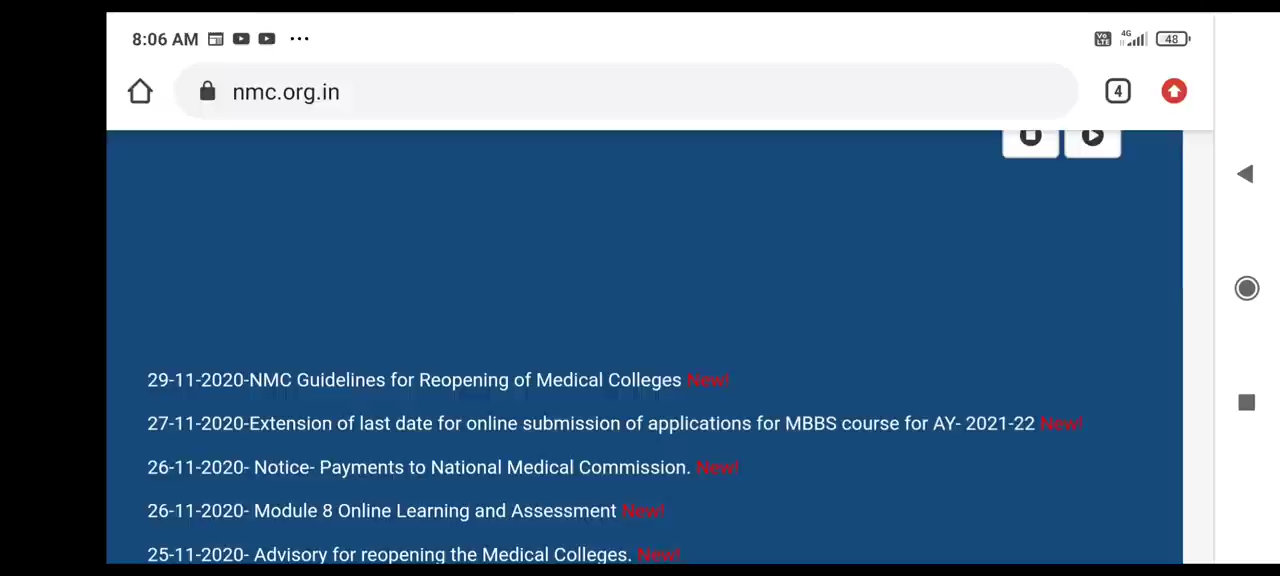 8:06 AM
Vo LTE 4G 48
nmc.org.in
4
29-11-2020-NMC Guidelines for Reopening of Medical Colleges New!
27-11-2020-Extension of last date for online submission of applications for MBBS course for AY- 2021-22 New!
26-11-2020- Notice- Payments to National Medical Commission. New!
26-11-2020- Module 8 Online Learning and Assessment New!
25-11-2020- Advisory for reopening the Medical Colleges. New!